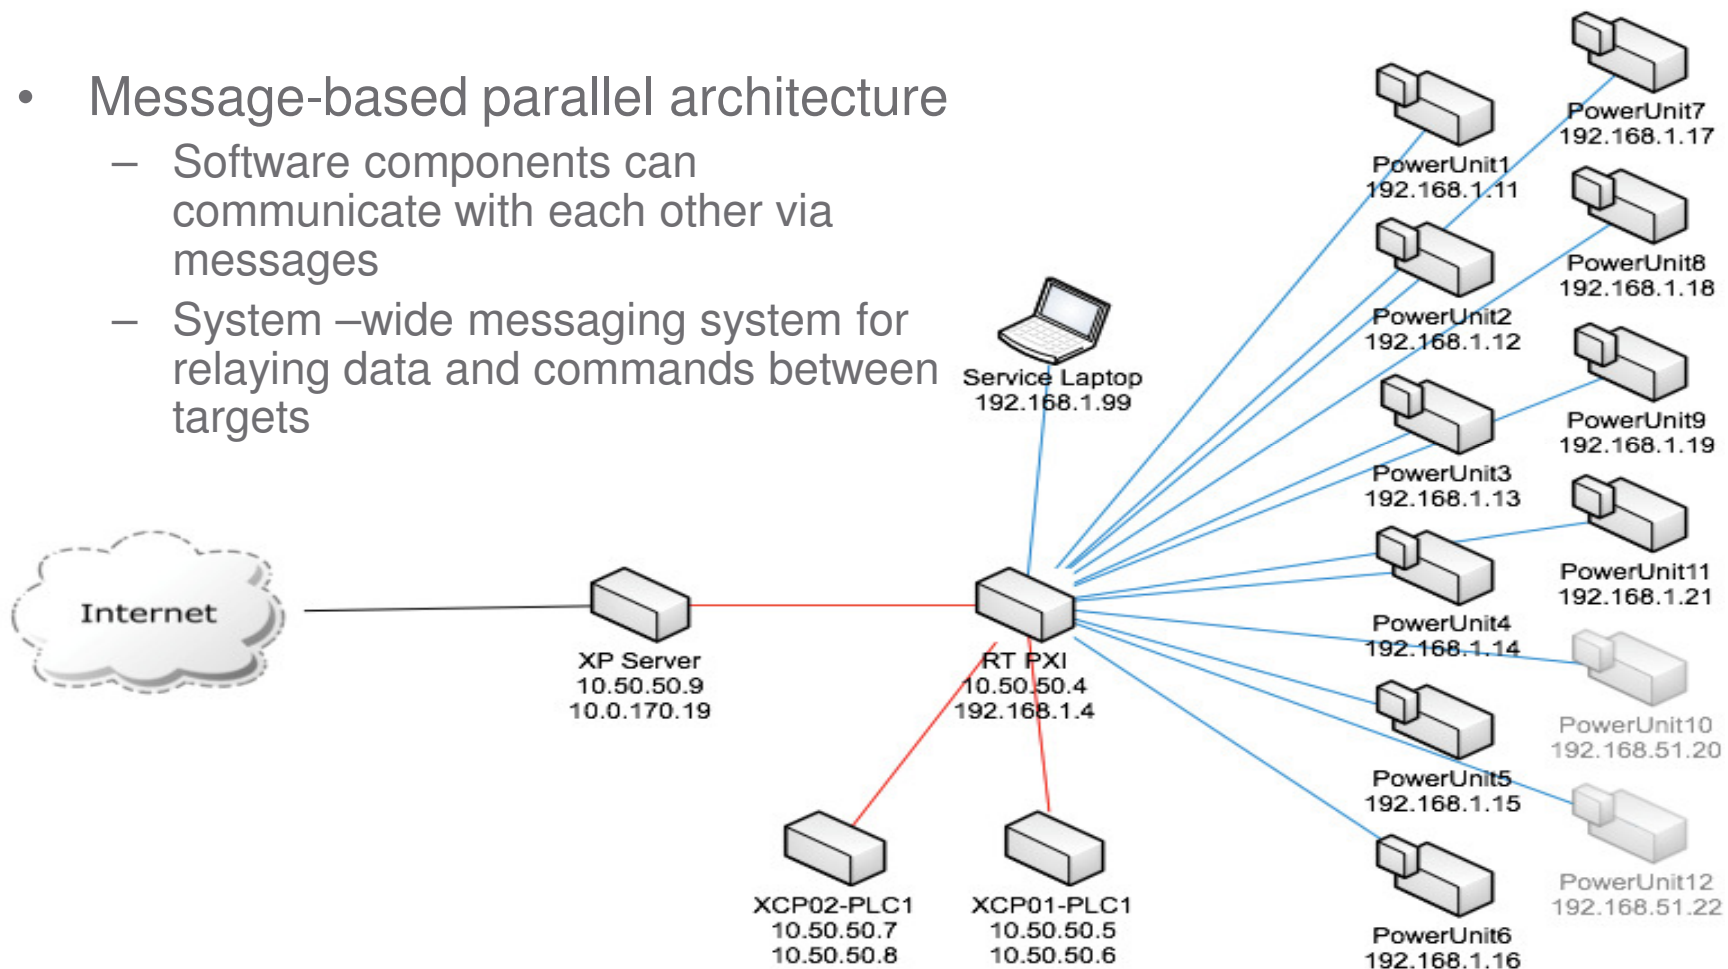 • Message-based parallel architecture
– Software components can
communicate with each other via
messages
– System –wide messaging system for
relaying data and commands between
targets
Service Laptop
192.168.1.99
Internet
XP Server
10.50.50.9
10.0.170.19
RT PXI
10.50.50.4
192.168.1.4
XCP02-PLC1
10.50.50.7
10.50.50.8
XCP01-PLC1
10.50.50.5
10.50.50.6
PowerUnit1
192.168.1.11
PowerUnit2
192.168.1.12
PowerUnit3
192.168.1.13
PowerUnit4
192.168.1.14
PowerUnit5
192.168.1.15
PowerUnit6
192.168.1.16
PowerUnit7
192.168.1.17
PowerUnit8
192.168.1.18
PowerUnit9
192.168.1.19
PowerUnit11
192.168.1.21
PowerUnit10
192.168.51.20
PowerUnit12
192.168.51.22